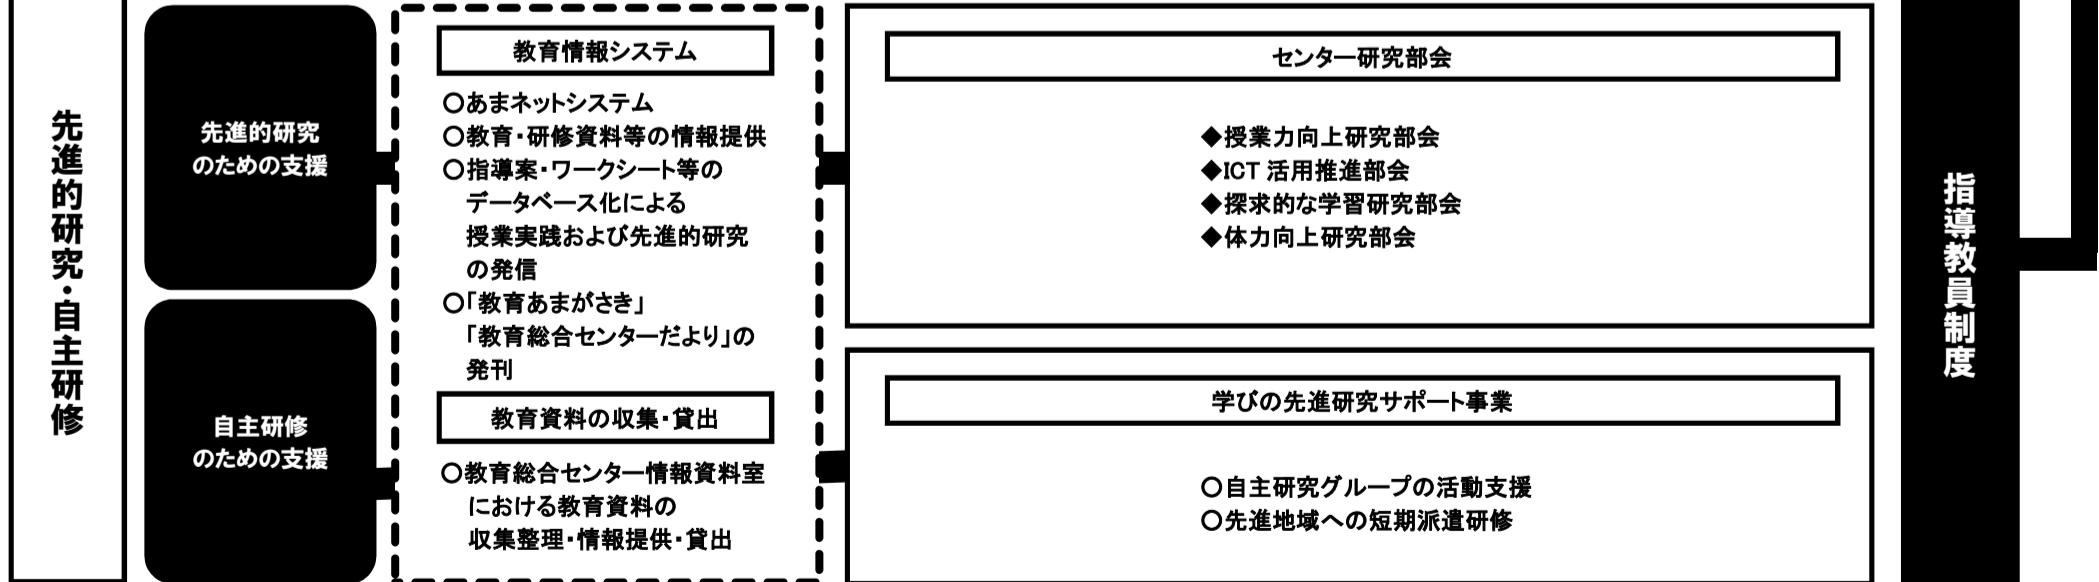 先進的研究・自主研修
先進的研究
のための支援
自主研修
のための支援
教育情報システム
○あまネットシステム
○教育・研修資料等の情報提供
○指導案・ワークシート等の
データベース化による
授業実践および先進的研究
の発信
○「教育あまがさき」
「教育総合センターだより」の
発刊
教育資料の収集・貸出
○教育総合センター情報資料室
における教育資料の
収集整理・情報提供・貸出
センター研究部会
◆授業力向上研究部会
◆ICT 活用推進部会
◆探求的な学習研究部会
◆体力向上研究部会
学びの先進研究サポート事業
○自主研究グループの活動支援
○先進地域への短期派遣研修
指導教員制度